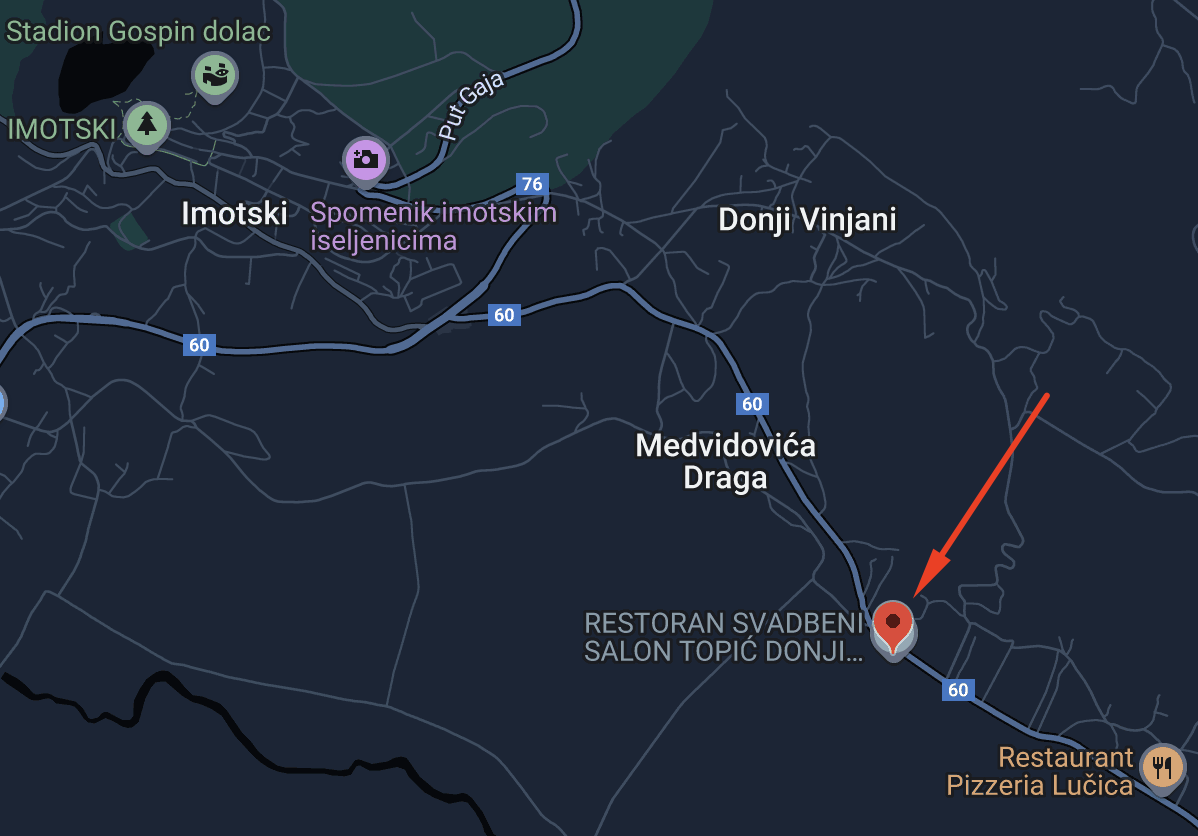 Stadion Gospin dolac
IMOTSKI
Put Gaja
76
Imotski
Spomenik imotskim
iseljenicima
Donji Vinjani
60
60
60
Medvidovića
Draga
RESTORAN SVADBENI
SALON TOPIĆ DONJI...
60
Restaurant
Pizzeria Lučica